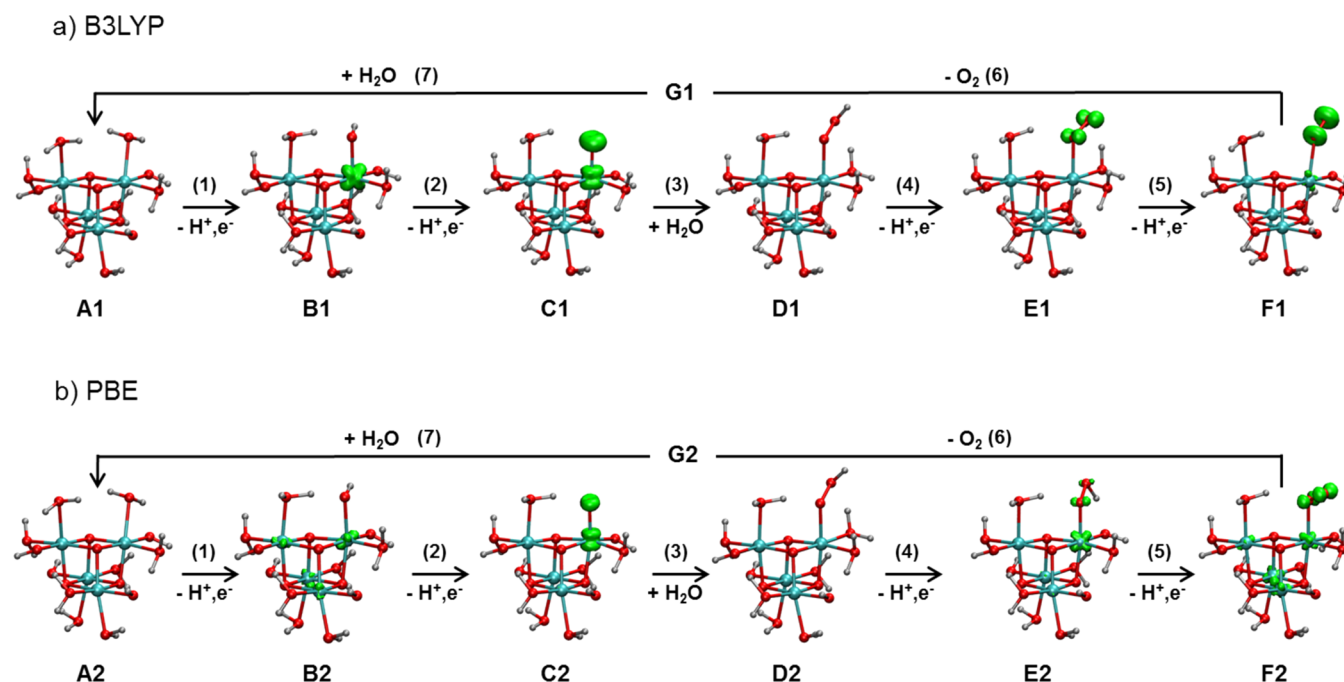 a) B3LYP
+ H₂O (7) G1 - O₂ (6)
(1) (2) (3) (4) (5)
- H⁺,e⁻ - H⁺,e⁻ + H₂O - H⁺,e⁻ - H⁺,e⁻
A1 B1 C1 D1 E1 F1
b) PBE
+ H₂O (7) G2 - O₂ (6)
(1) (2) (3) (4) (5)
- H⁺,e⁻ - H⁺,e⁻ + H₂O - H⁺,e⁻ - H⁺,e⁻
A2 B2 C2 D2 E2 F2